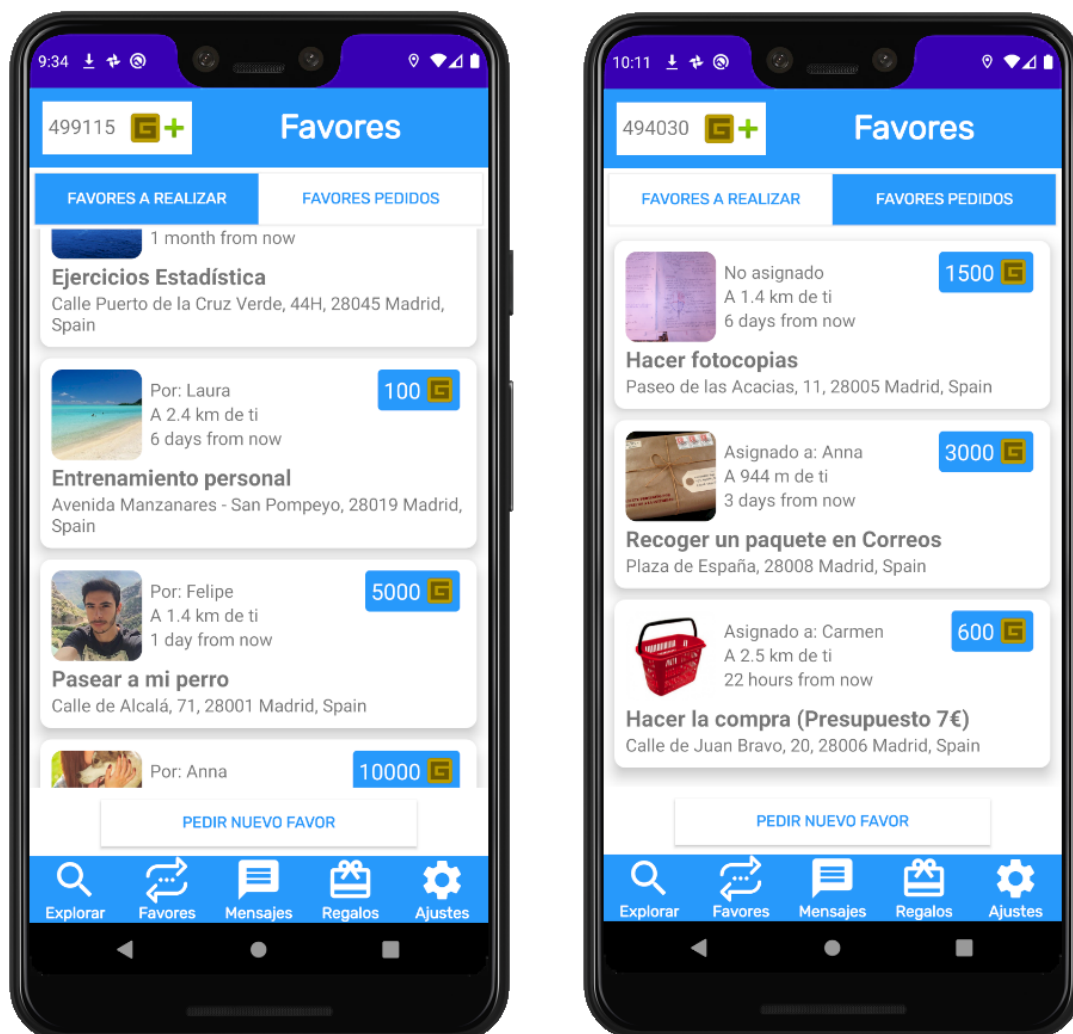 9:34
499115
Favores
FAVORES A REALIZAR
FAVORES PEDIDOS
1 month from now
Ejercicios Estadística
Calle Puerto de la Cruz Verde, 44H, 28045 Madrid,
Spain
Por: Laura
100
A 2.4 km de ti
6 days from now
Entrenamiento personal
Avenida Manzanares - San Pompeyo, 28019 Madrid,
Spain
Por: Felipe
5000
A 1.4 km de ti
1 day from now
Pasear a mi perro
Calle de Alcalá, 71, 28001 Madrid, Spain
Por: Anna
10000
PEDIR NUEVO FAVOR
Explorar
Favores
Mensajes
Regalos
Ajustes
10:11
494030
Favores
FAVORES A REALIZAR
FAVORES PEDIDOS
No asignado
1500
A 1.4 km de ti
6 days from now
Hacer fotocopias
Paseo de las Acacias, 11, 28005 Madrid, Spain
Asignado a: Anna
3000
A 944 m de ti
3 days from now
Recoger un paquete en Correos
Plaza de España, 28008 Madrid, Spain
Asignado a: Carmen
600
A 2.5 km de ti
22 hours from now
Hacer la compra (Presupuesto 7€)
Calle de Juan Bravo, 20, 28006 Madrid, Spain
PEDIR NUEVO FAVOR
Explorar
Favores
Mensajes
Regalos
Ajustes